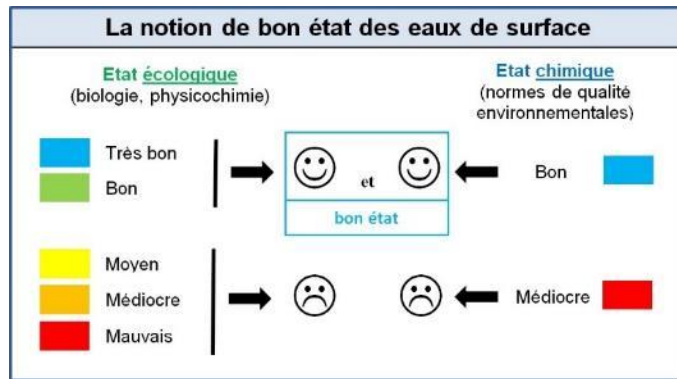 La notion de bon état des eaux de surface
Etat écologique
(biologie, physicochimie)
Etat chimique
(normes de qualité
environnementales)
Très bon
Bon
et
bon état
Bon
Moyen
Médiocre
Mauvais
Médiocre